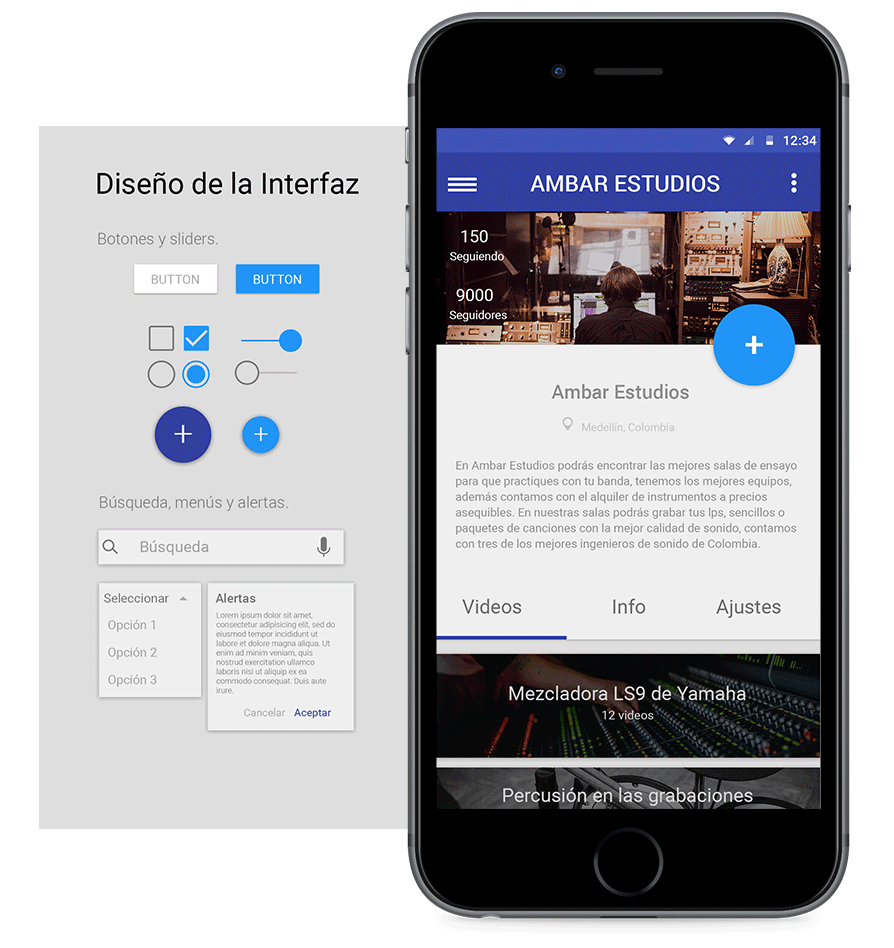 Diseño de la Interfaz
Botones y sliders.
BUTTON
BUTTON
+
+
Búsqueda, menús y alertas.
Búsqueda
Seleccionar
Opción 1
Opción 2
Opción 3
Alertas
Lorem ipsum dolor sit amet,
consectetur adipisicing elit, sed do
eiusmod tempor incididunt ut
labore et dolore magna aliqua. Ut
enim ad minim veniam, quis
nostrud exercitation ullamco
laboris nisi ut aliquip ex ea
commodo consequat. Duis aute
irure.
Cancelar Aceptar
12:34
AMBAR ESTUDIOS
150
Seguiendo
9000
Seguidores
+
Ambar Estudios
Medellín, Colombia
En Ambar Estudios podrás encontrar las mejores salas de ensayo
para que practiques con tu banda, tenemos los mejores equipos,
además contamos con el alquiler de instrumentos a precios
asequibles. En nuestras salas podrás grabar tus lps, sencillos o
paquetes de canciones con la mejor calidad de sonido, contamos
con tres de los mejores ingenieros de sonido de Colombia.
Videos Info Ajustes
Mezcladora LS9 de Yamaha
12 videos
Percusión en las grabaciones